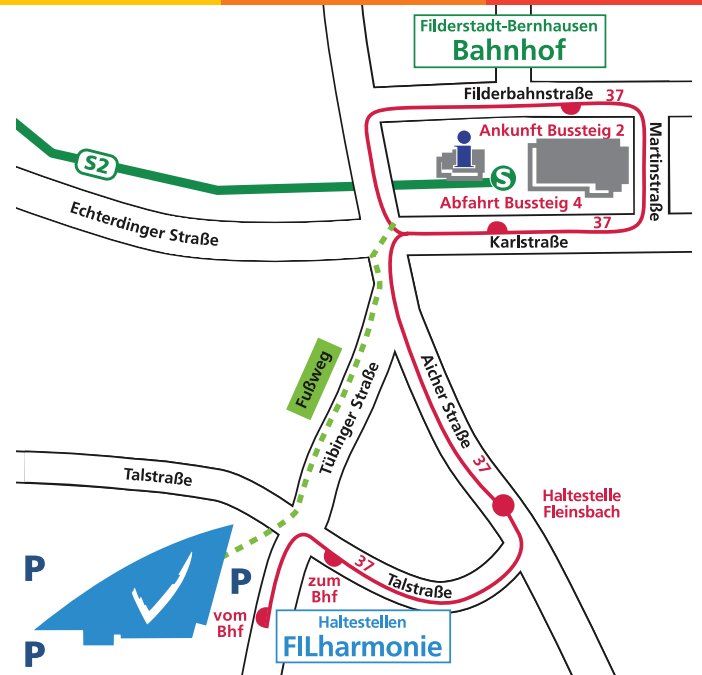 Filderstadt-Bernhausen
Bahnhof
Filderbahnstraße
37
Ankunft Bussteig 2
Martinstraße
S2
S
Abfahrt Bussteig 4
37
Karlstraße
Echterdinger Straße
Fußweg
Tübinger Straße
Aicher Straße
37
Talstraße
Haltestelle
Fleinsbach
P
P
P
37
zum
Bhf
Talstraße
vom
Bhf
Haltestellen
FILharmonie